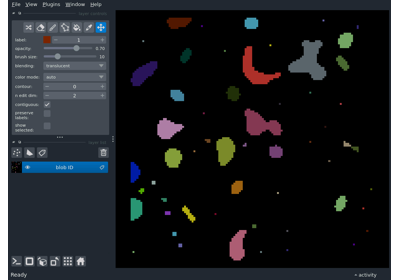 File View Plugins Window Help
label: 1
opacity: 0.70
brush size: 10
blending: translucent
color mode: auto
contour: 0
n edit dim: 2
contiguous:
preserve
labels:
show
selected:
blob ID
Ready
activity